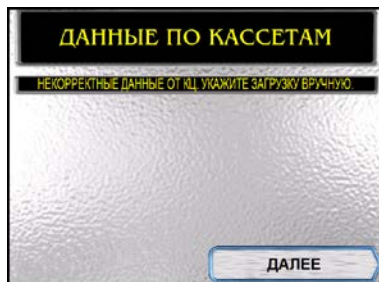 ДАННЫЕ ПО КАССЕТАМ
НЕКОРРЕКТНЫЕ ДАННЫЕ ОТ КЦ. УКАЖИТЕ ЗАГРУЗКУ ВРУЧНУЮ.
ДАЛЕЕ